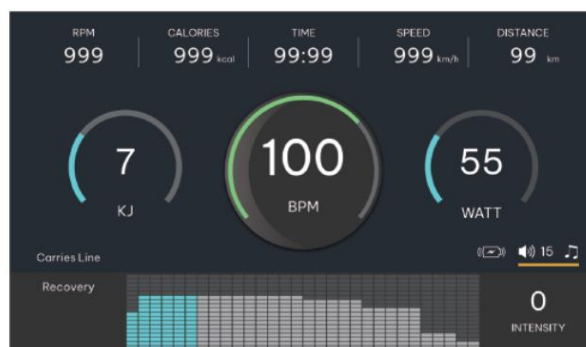 RPM CALORIES TIME SPEED DISTANCE
999 999 kcal 99:99 999 km/h 99 km
7 100 55
KJ BPM WATT
15
Carries Line
Recovery
0
INTENSITY